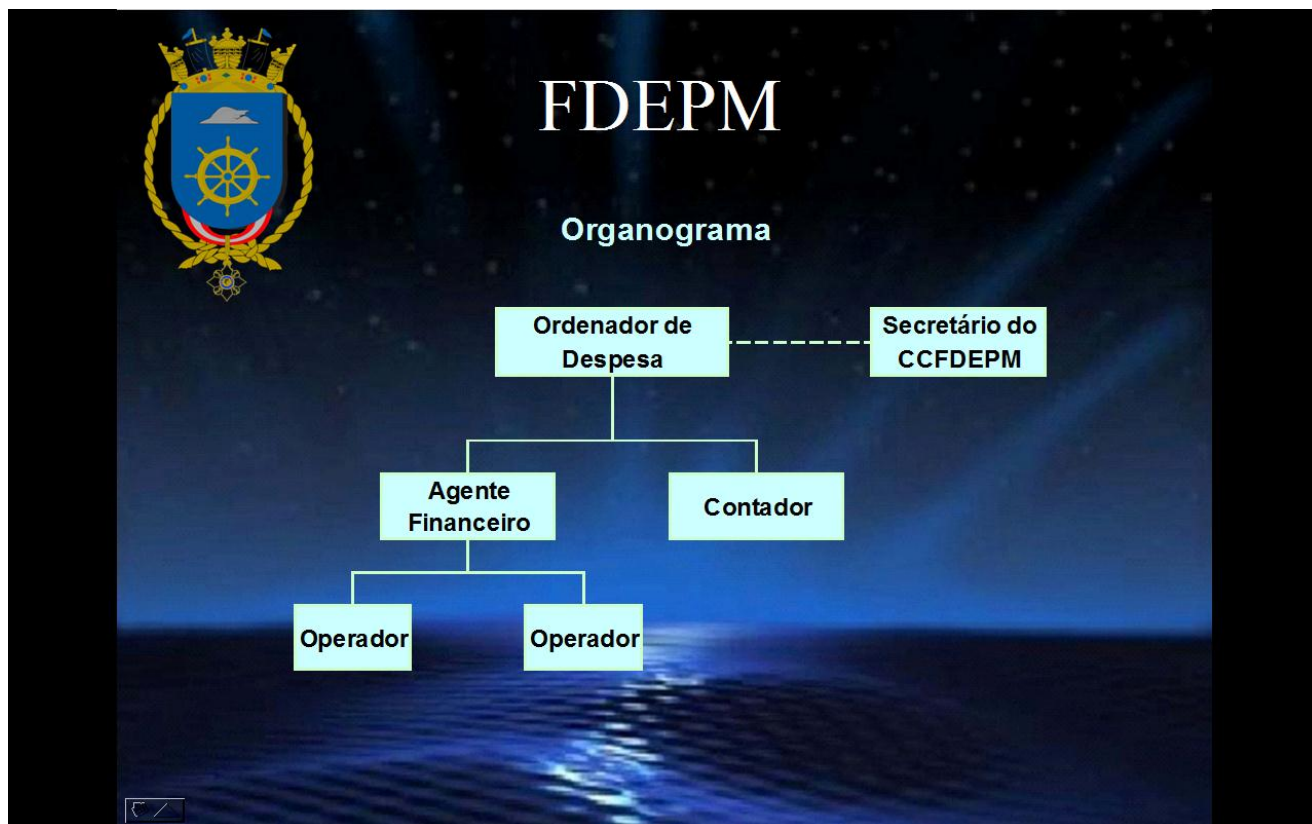 FDEPM
Organograma
Ordenador de
Despesa
Secretário do
CCFDEPM
Agente
Financeiro
Contador
Operador
Operador